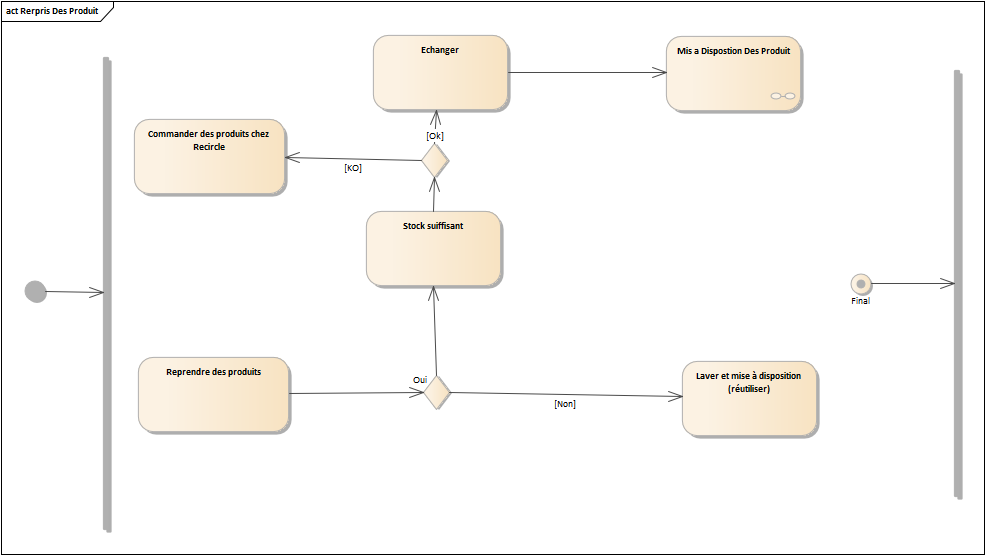 act Rerpris Des Produit
Echanger
Mis a Dispostion Des Produit
Commander des produits chez
Recircle
[Ok]
[KO]
Stock suiffisant
Final
Reprendre des produits
Oui
[Non]
Laver et mise à disposition
(réutiliser)